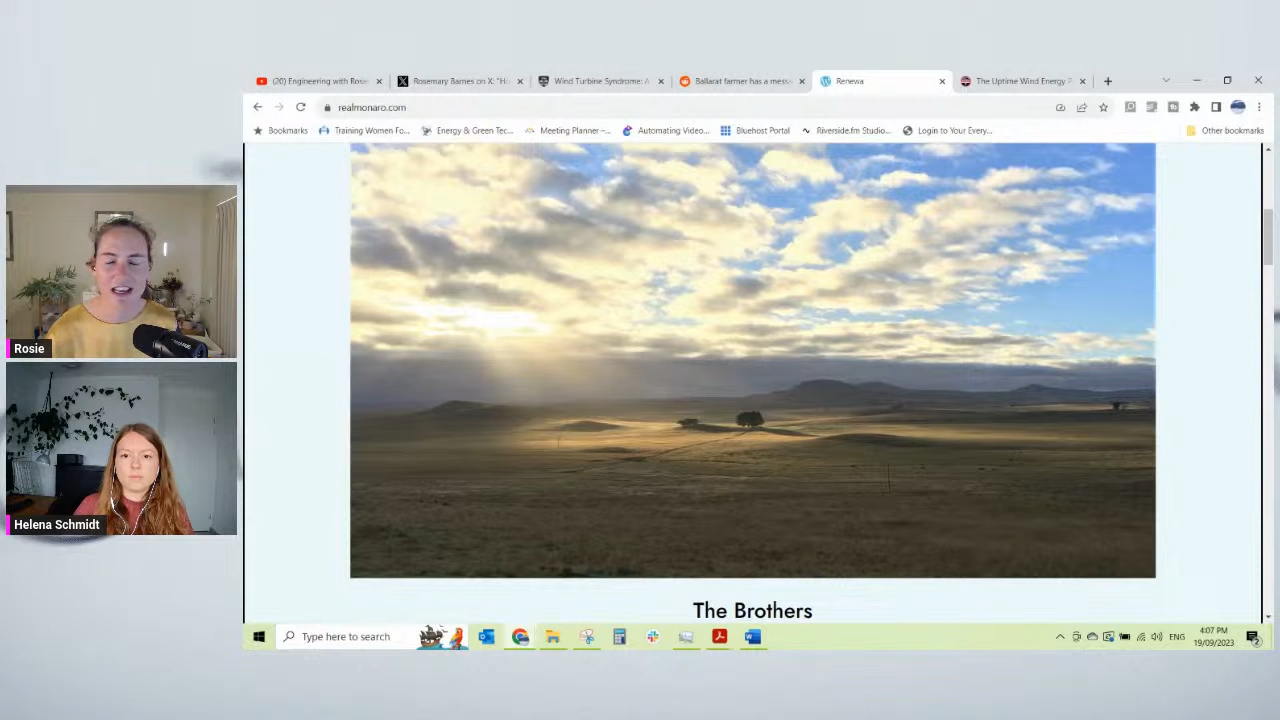 (20) Engineering with Rosie
Rosemary Barnes on X: "Hi
Wind Turbine Syndrome: A
Ballarat farmer has a mess
Renewa
The Uptime Wind Energy P
realmonaro.com
Bookmarks
Training Women Fo...
Energy & Green Tec...
Meeting Planner –...
Automating Video...
Bluehost Portal
Riverside.fm Studio...
Login to Your Every...
Other bookmarks
Rosie
Helena Schmidt
The Brothers
Type here to search
ENG
4:07 PM
19/09/2023